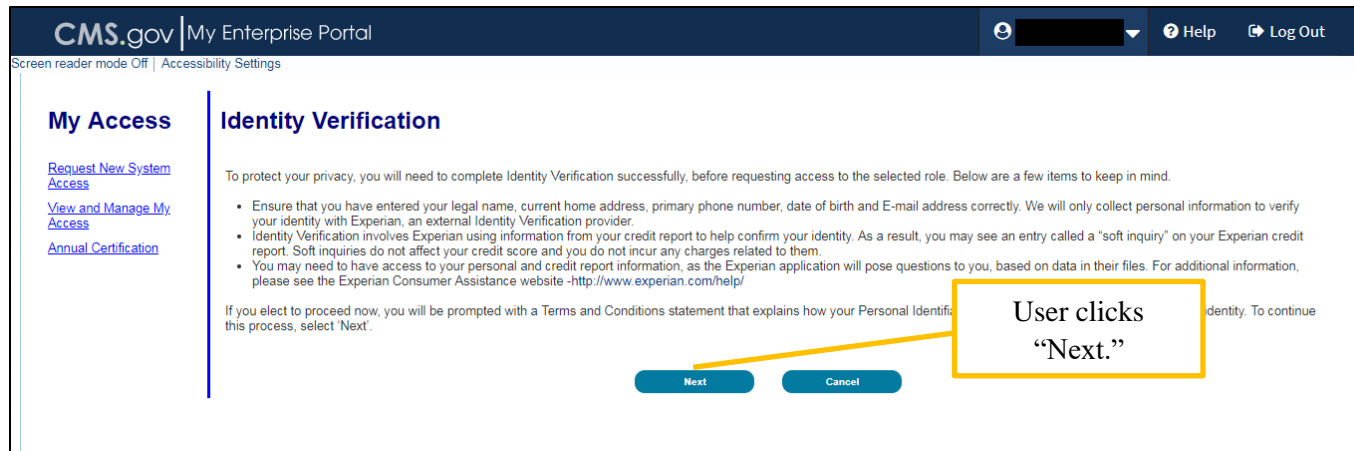 CMS.gov My Enterprise Portal
Help
Log Out
Screen reader mode Off | Accessibility Settings
My Access
Request New System
Access
View and Manage My
Access
Annual Certification
Identity Verification
To protect your privacy, you will need to complete Identity Verification successfully, before requesting access to the selected role. Below are a few items to keep in mind.
• Ensure that you have entered your legal name, current home address, primary phone number, date of birth and E-mail address correctly. We will only collect personal information to verify
your identity with Experian, an external Identity Verification provider.
• Identity Verification involves Experian using information from your credit report to help confirm your identity. As a result, you may see an entry called a “soft inquiry” on your Experian credit
report. Soft inquiries do not affect your credit score and you do not incur any charges related to them.
• You may need to have access to your personal and credit report information, as the Experian application will pose questions to you, based on data in their files. For additional information,
please see the Experian Consumer Assistance website -http://www.experian.com/help/
If you elect to proceed now, you will be prompted with a Terms and Conditions statement that explains how your Personal identity. To continue
this process, select ‘Next’.
User clicks
“Next.”
Next
Cancel